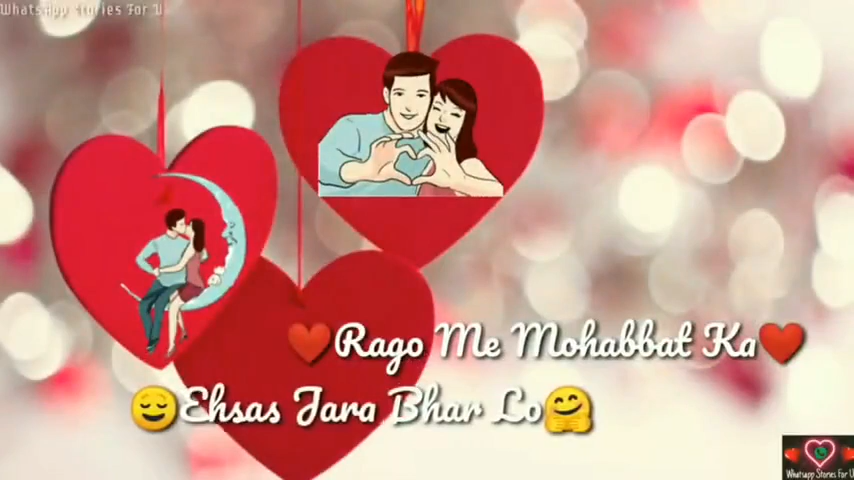 WhatsApp Stories For U
❤️Rago Me Mohabbat Ka❤️
😌Ehsas Jara Bhar Lo🤗
Whatsapp Stories For U